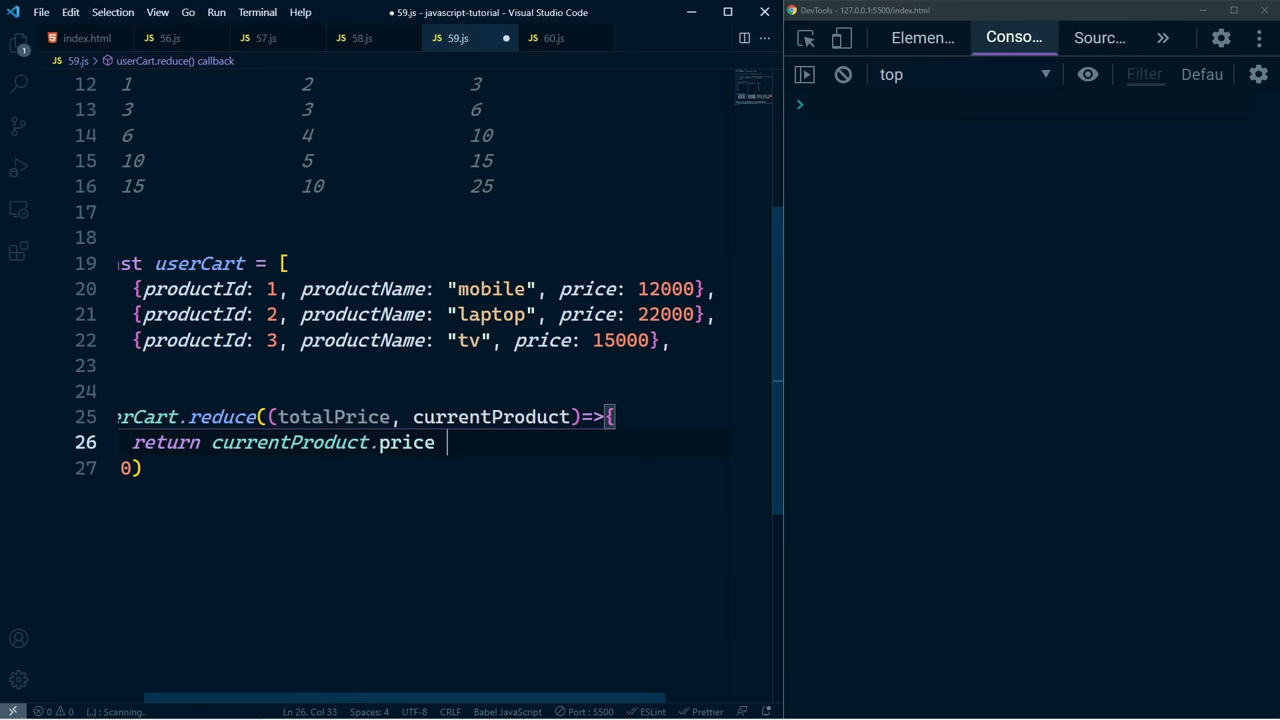 File Edit Selection View Go Run Terminal Help
● 59.js - javascript-tutorial - Visual Studio Code
DevTools - 127.0.0.1:5500/index.html
index.html 56.js 57.js 58.js 59.js 60.js
Elemen... Conso... Sourc...
59.js > userCart.reduce() callback
top Filter Defau
12 1 2 3
13 3 3 6
14 6 4 10
15 10 5 15
16 15 10 25
17
18
19 nst userCart = [
20 {productId: 1, productName: "mobile", price: 12000},
21 {productId: 2, productName: "laptop", price: 22000},
22 {productId: 3, productName: "tv", price: 15000},
23
24
25 erCart.reduce((totalPrice, currentProduct)=>{
26 return currentProduct.price
27 0)
1
0 0 {..} : Scanning.. Ln 26, Col 33 Spaces: 4 UTF-8 CRLF Babel JavaScript Port : 5500 ESLint Prettier